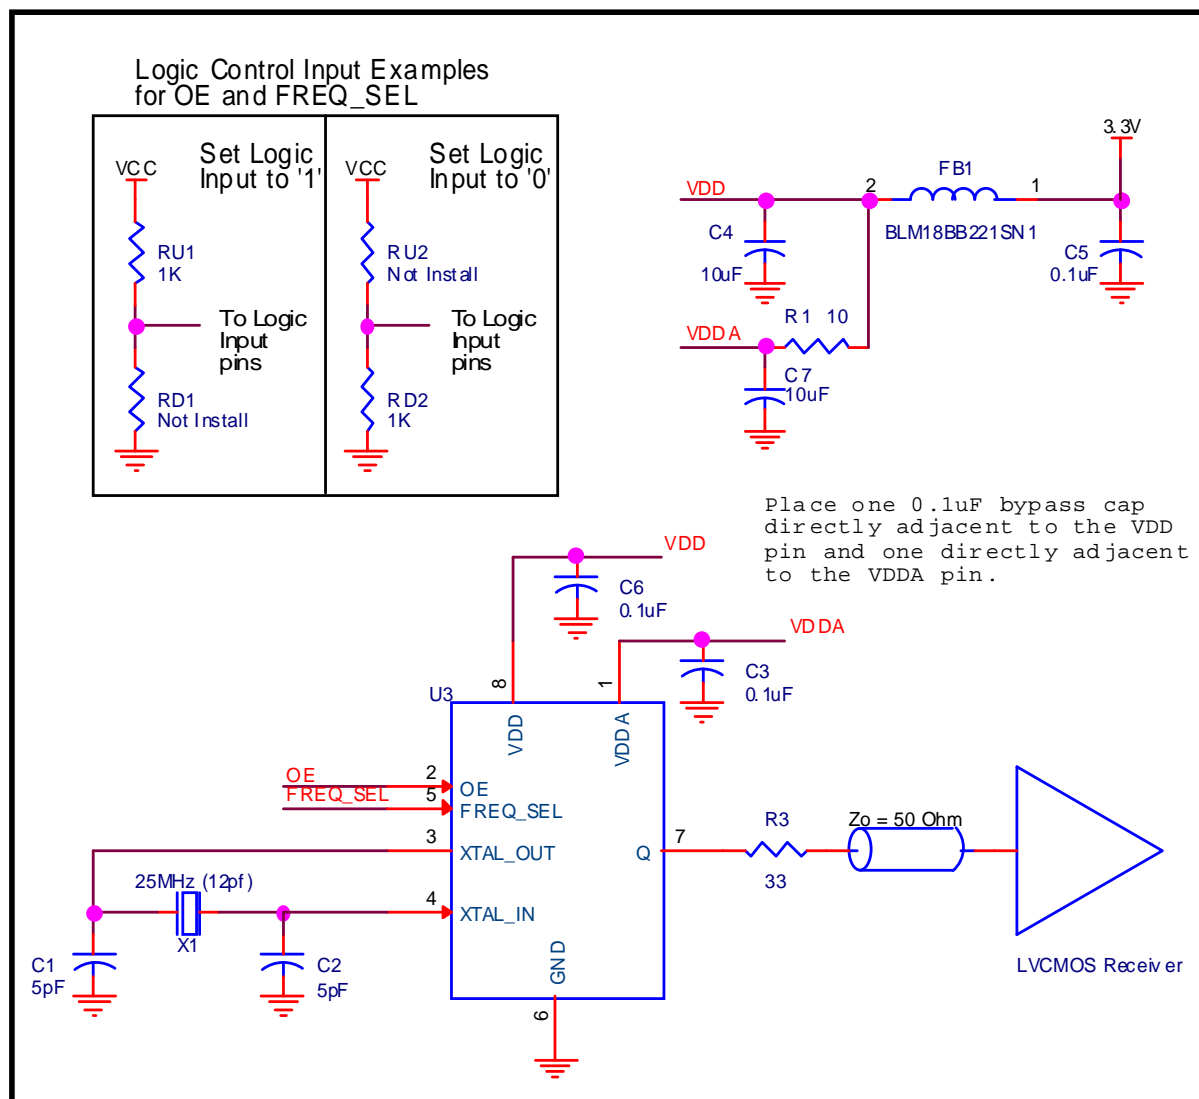 Logic Control Input Examples
for OE and FREQ_SEL
VCC
Set Logic
Input to '1'
RU1
1K
To Logic
Input
pins
RD1
Not Install
VCC
Set Logic
Input to '0'
RU2
Not Install
To Logic
Input
pins
RD2
1K
3.3V
VDD
2
FB1
1
C4
10uF
BLM18BB221SN1
C5
0.1uF
VDDA
R1 10
C7
10uF
Place one 0.1uF bypass cap
directly adjacent to the VDD
pin and one directly adjacent
to the VDDA pin.
VDD
C6
0.1uF
VDDA
C3
0.1uF
U3
8
1
VDD
VDDA
OE
2
OE
FREQ_SEL
5
FREQ_SEL
3
XTAL_OUT
Q
7
R3
33
Zo = 50 Ohm
25MHz (12pf)
X1
4
XTAL_IN
C1
5pF
C2
5pF
GND
6
LVCMOS Receiver